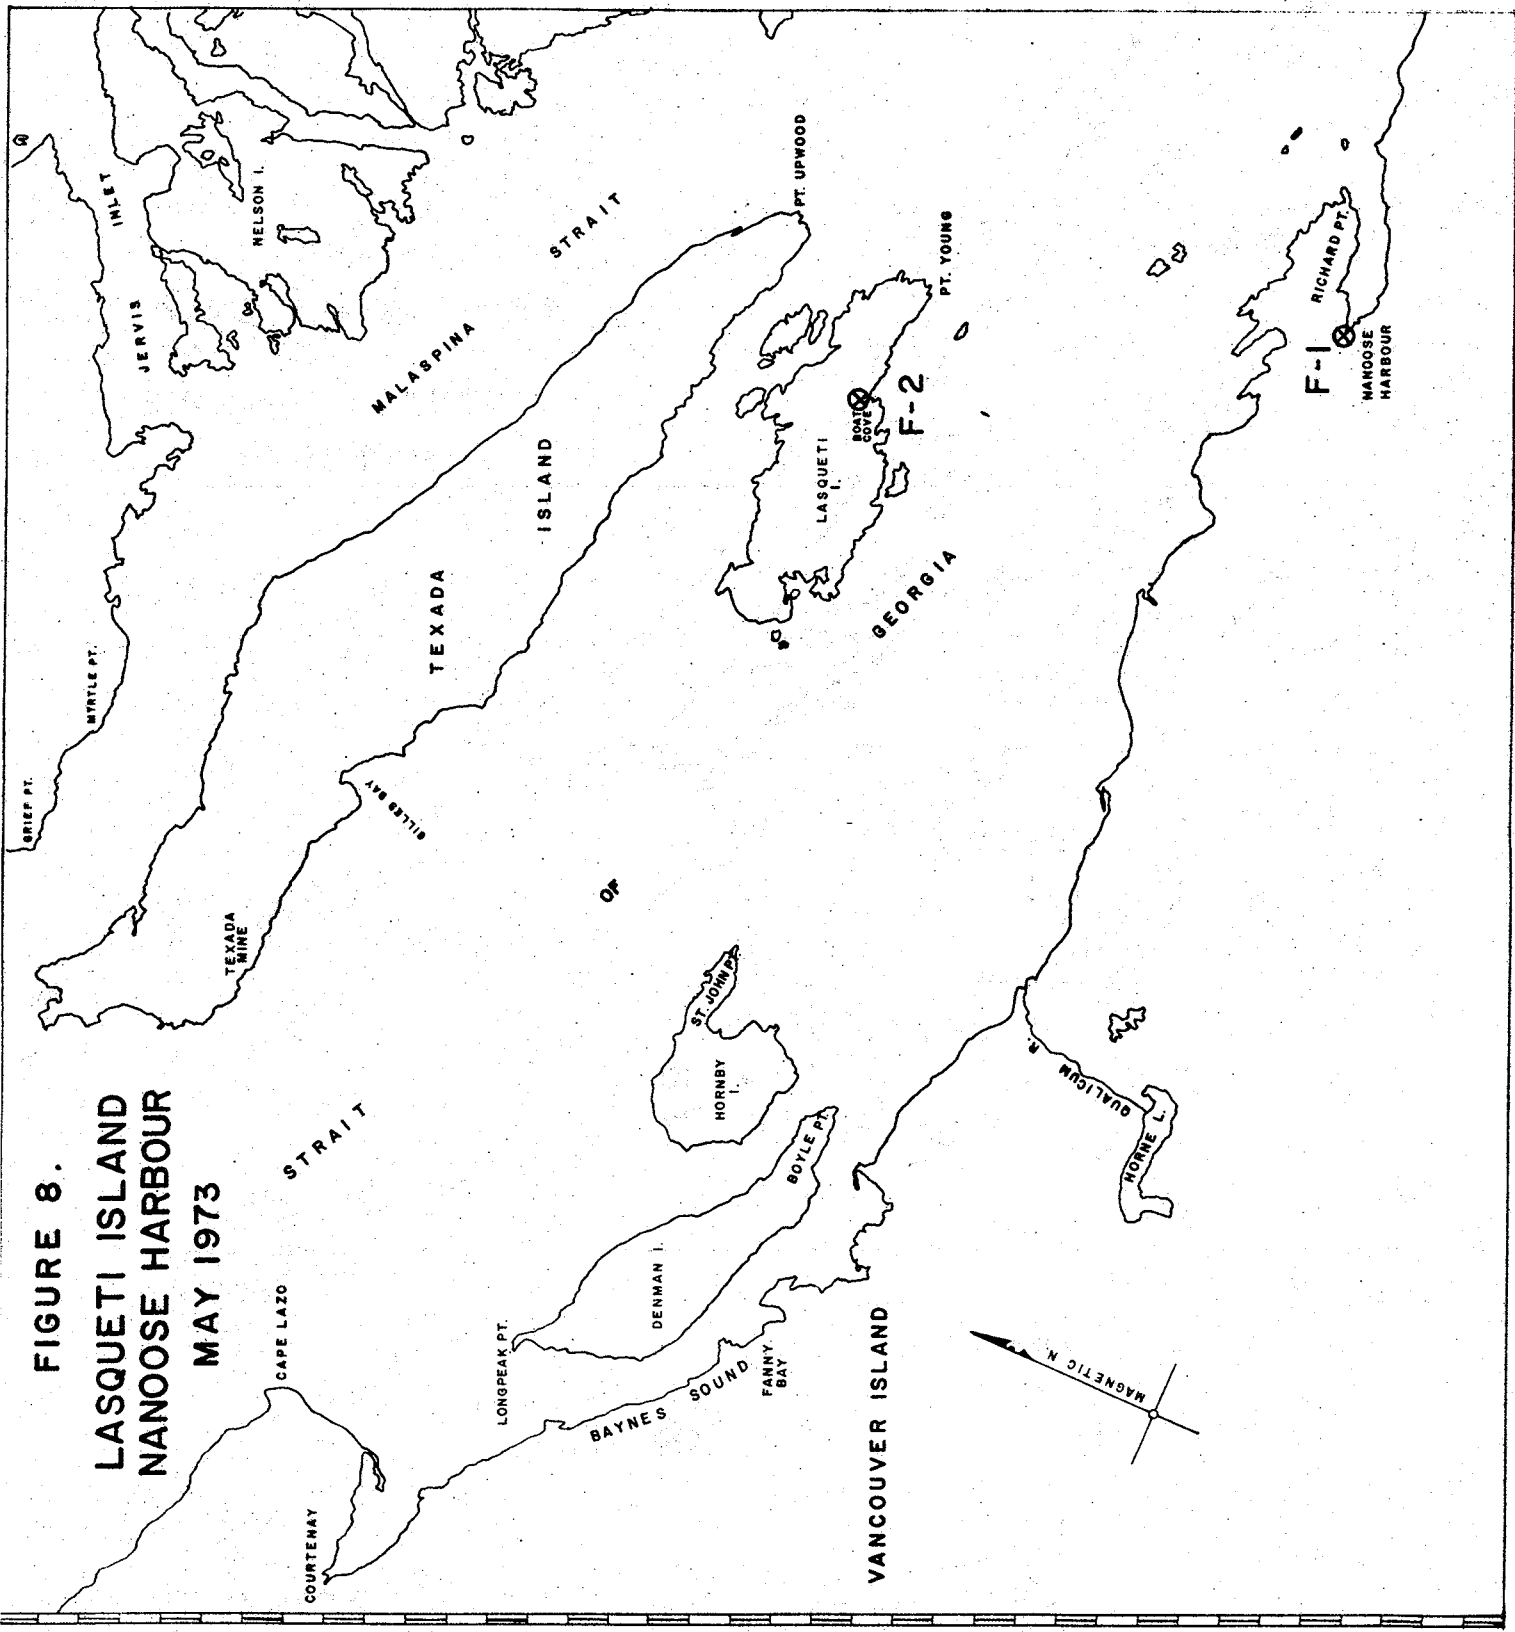 FIGURE 8.
LASQUETI ISLAND
NANOOSE HARBOUR
MAY 1973
COURTENAY
CAPE LAZO
STRAIT
OF
GEORGIA
LONGPEAK PT.
BAYNES SOUND
DENMAN I.
FANNY
BAY
VANCOUVER ISLAND
MAGNETIC N.
BOYLE PT.
HORNBY
I.
ST. JOHN PT.
HORNE L.
QUALICUM R.
TEXADA
MINE
GRIEF PT.
MYRTLE PT.
GILLES BAY
TEXADA
ISLAND
MALASPINA
STRAIT
JERVIS
INLET
NELSON I.
PT. UPWOOD
PT. YOUNG
LASQUETI
I.
BOAT
COVE
F-2
RICHARD PT.
F-1
NANOOSE
HARBOUR